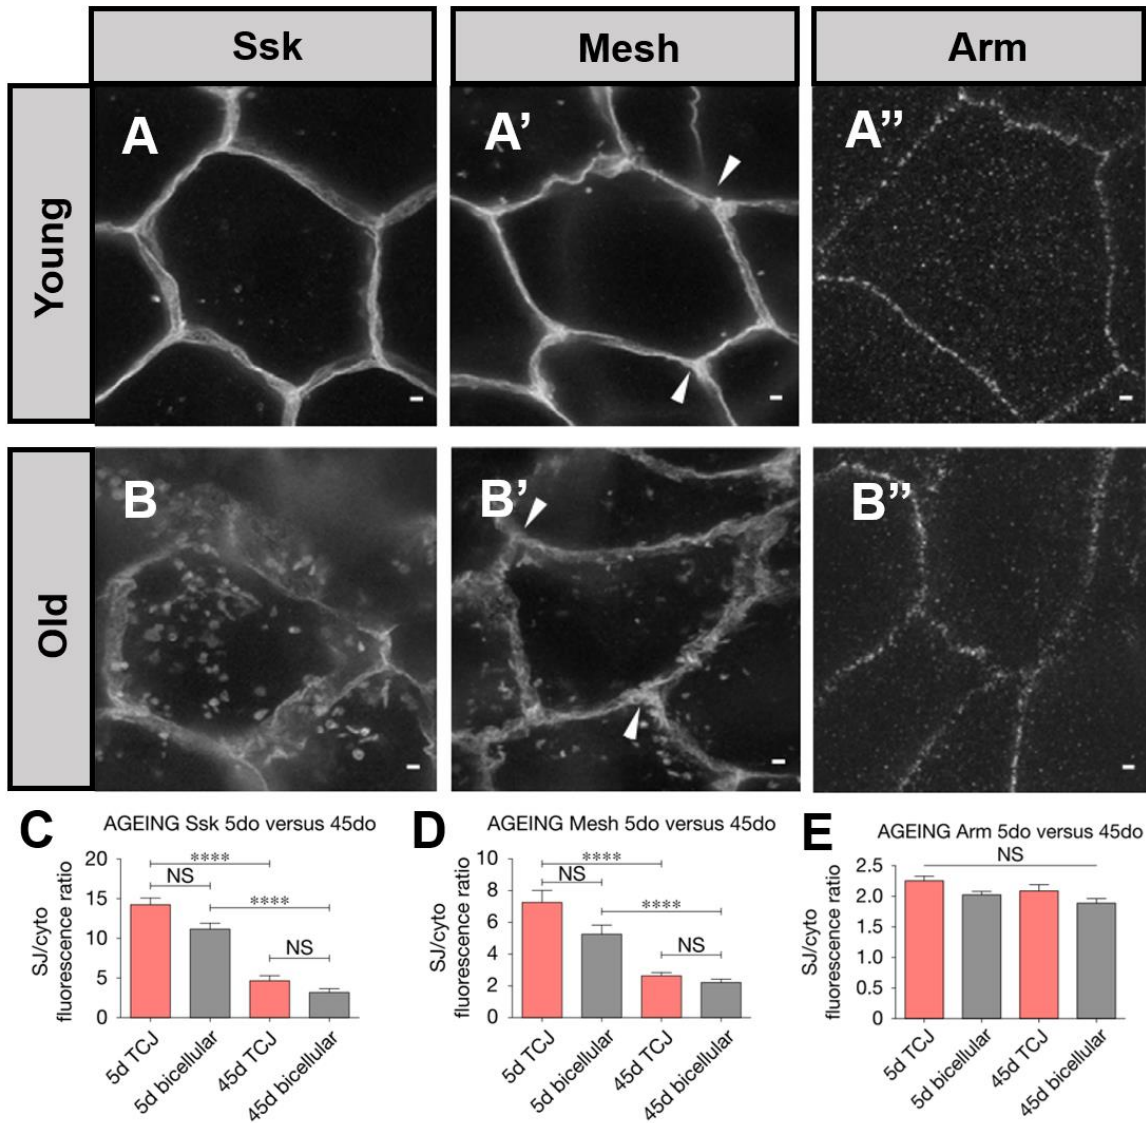 Ssk
Mesh
Arm
Young
A
A'
A”
Old
B
B'
B”
C
AGEING Ssk 5do versus 45do
SJ/cyto
fluorescence ratio
20
15
10
5
0
****
NS
****
NS
5d TCJ
5d bicellular
45d TCJ
45d bicellular
D
AGEING Mesh 5do versus 45do
SJ/cyto
fluorescence ratio
10
8
6
4
2
0
****
NS
****
NS
5d TCJ
5d bicellular
45d TCJ
45d bicellular
E
AGEING Arm 5do versus 45do
SJ/cyto
fluorescence ratio
2.5
2.0
1.5
1.0
0.5
0
NS
5d TCJ
5d bicellular
45d TCJ
45d bicellular